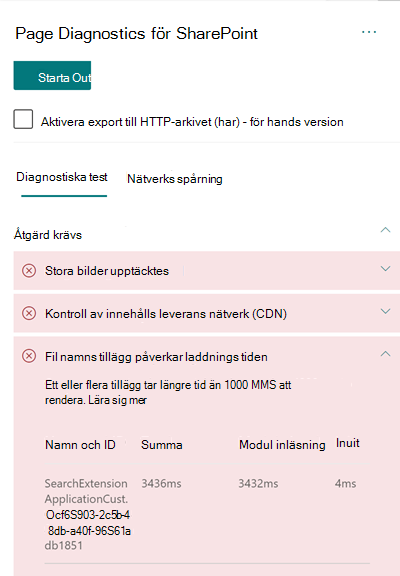 Page Diagnostics för SharePoint
Starta Out
Aktivera export till HTTP-arkivet (har) - för hands version
Diagnostiska test
Nätverks spårning
Åtgärd krävs
Stora bilder upptäcktes
Kontroll av innehålls leverans nätverk (CDN)
Fil namns tillägg påverkar laddnings tiden
Ett eller flera tillägg tar längre tid än 1000 MMS att
rendera. Lära sig mer
Namn och ID Summa Modul inläsning Inuit
SearchExtension 3436ms 3432ms 4ms
ApplicationCust.
Ocf6S903-2c5b-4
8db-a40f-96S61a
db1851